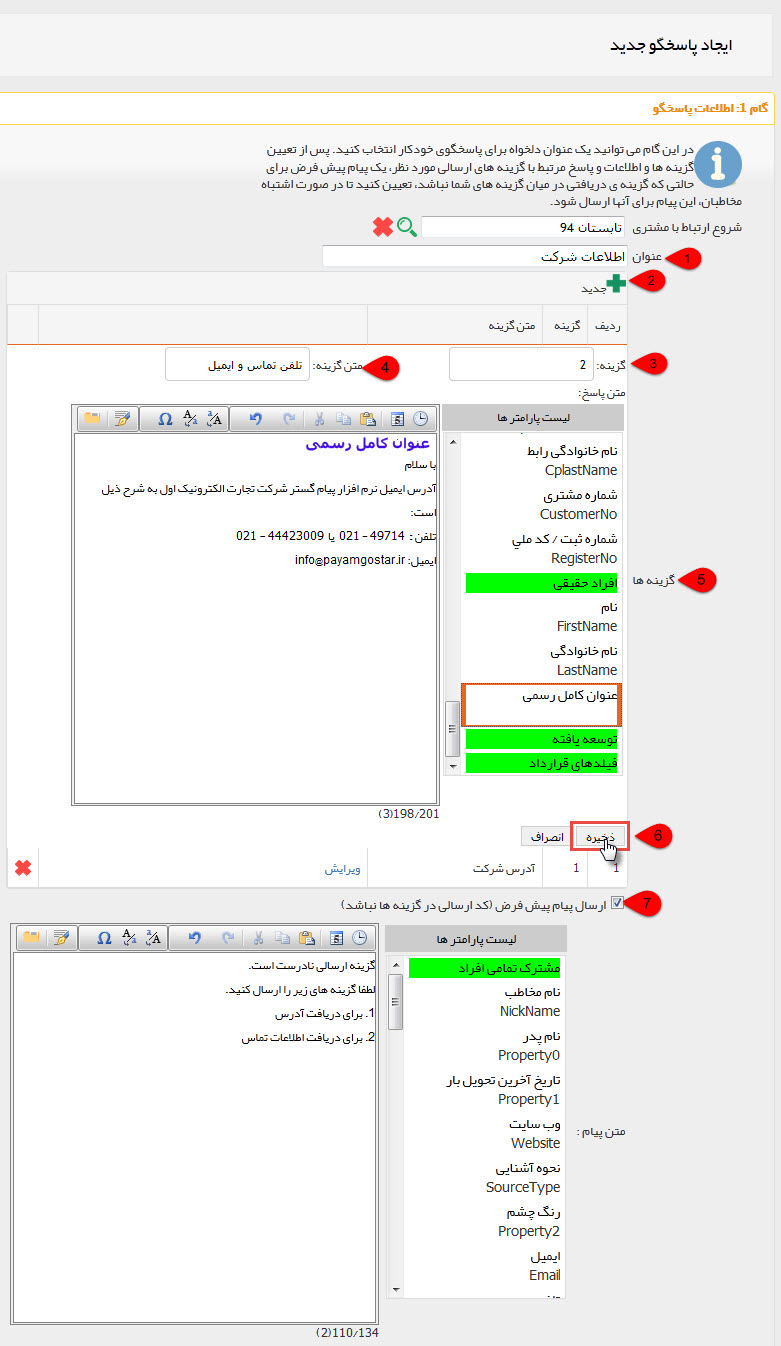 ایجاد پاسخگو جدید
گام 1: اطلاعات پاسخگو
در این گام می توانید یک عنوان دلخواه برای پاسخگوی خودکار انتخاب کنید. پس از تعیین
گزینه ها و اطلاعات و پاسخ مرتبط با گزینه های ارسالی مورد نظر، یک پیام پیش فرض برای
حالتی که گزینه ی دریافتی در میان گزینه های شما نباشد، تعیین کنید تا در صورت اشتباه
مخاطبان، این پیام برای آنها ارسال شود.
شروع ارتباط با مشتری تابستان 94
1 عنوان اطلاعات شرکت
2 جدید
ردیف گزینه متن گزینه
3 گزینه: 2 4 متن گزینه: تلفن تماس و ایمیل
متن پاسخ:
لیست پارامتر ها
نام خانوادگی رابط
CplastName
شماره مشتری
CustomerNo
شماره ثبت / کد ملي
RegisterNo
5 گزینه ها
افراد حقیقی
نام
FirstName
نام خانوادگی
LastName
عنوان کامل رسمی
توسعه یافته
فیلدهای قرارداد
عنوان کامل رسمی
با سلام
آدرس ایمیل نرم افزار پیام گستر شرکت تجارت الکترونیک اول به شرح ذیل
است:
تلفن: 49714 - 021 یا 44423009 - 021
ایمیل: info@payamgostar.ir
198/201(3)
6 ذخیره انصراف
1 1 آدرس شرکت ویرایش
7 ارسال پیام پیش فرض (کد ارسالی در گزینه ها نباشد)
متن پیام :
لیست پارامتر ها
مشترک تمامی افراد
نام مخاطب
NickName
نام پدر
Property0
تاریخ آخرین تحویل بار
Property1
وب سایت
Website
نحوه آشنایی
SourceType
رنگ چشم
Property2
ایمیل
Email
گزینه ارسالی نادرست است.
لطفا گزینه های زیر را ارسال کنید.
1. برای دریافت آدرس
2. برای دریافت اطلاعات تماس
110/134(2)